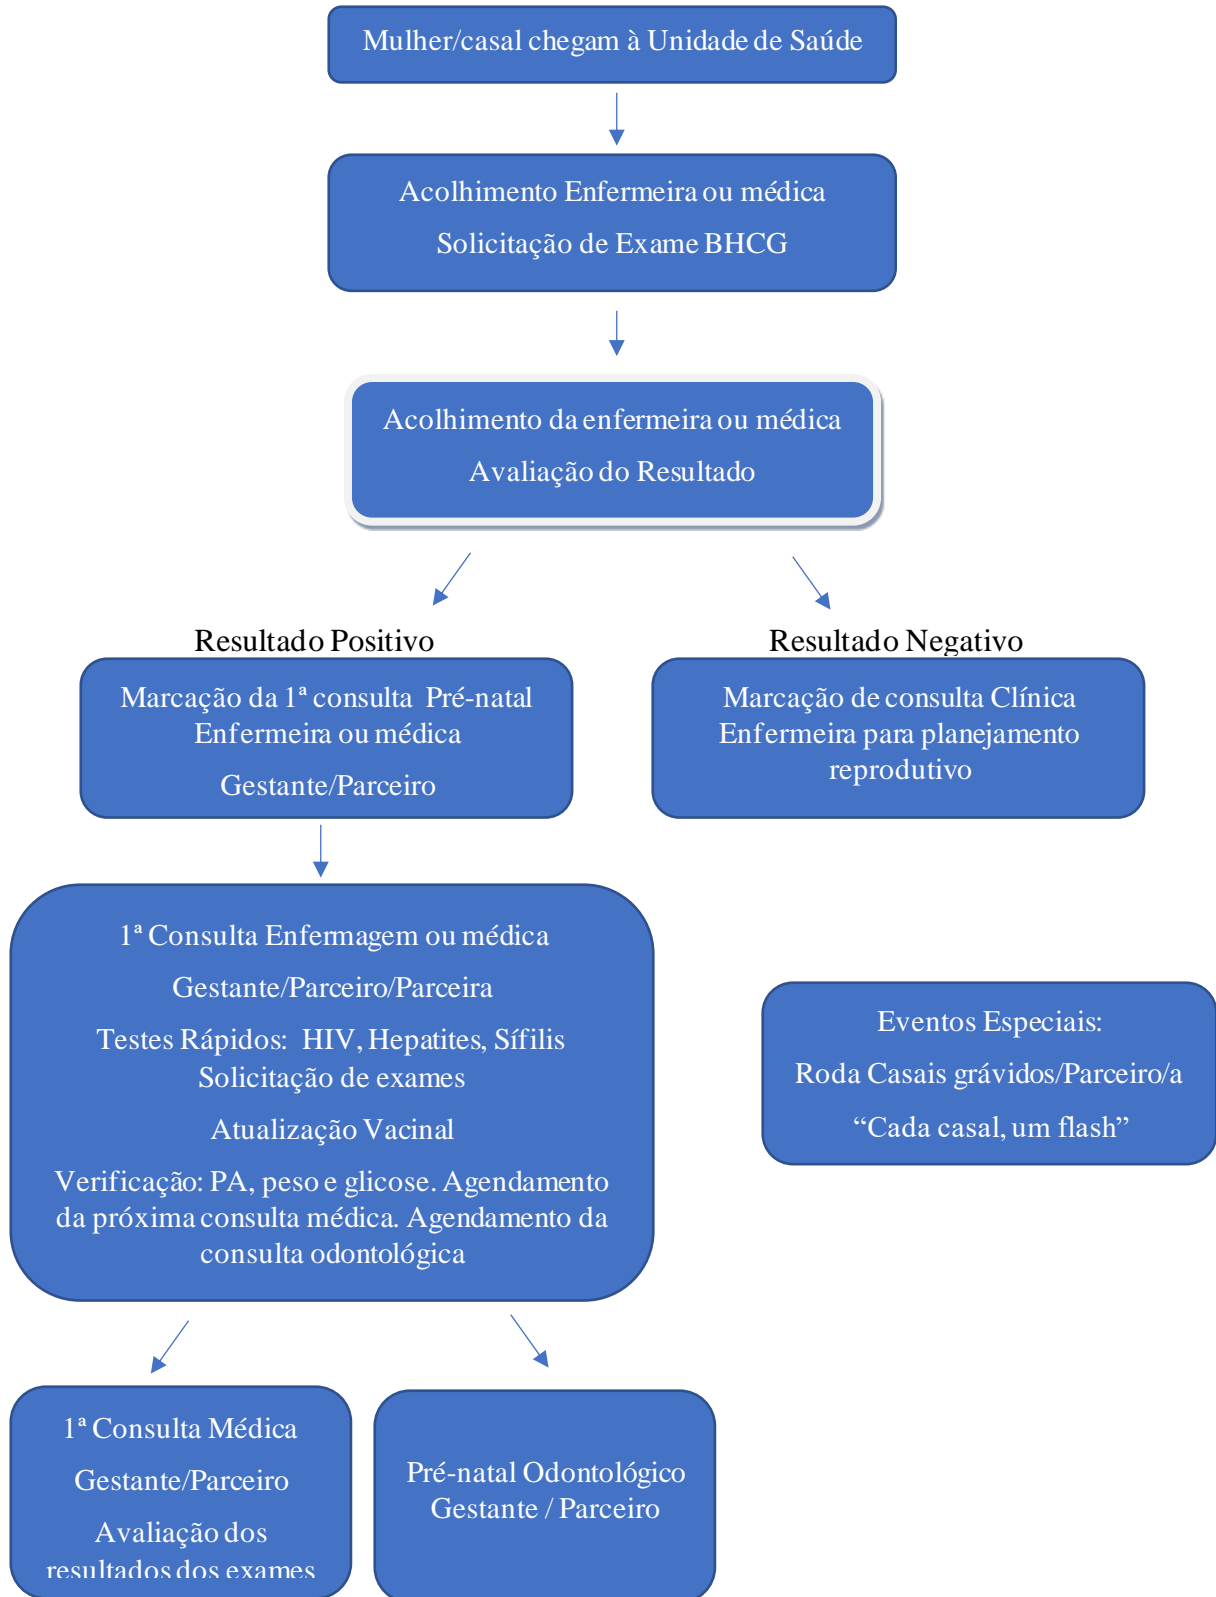 Mulher/casal chegam à Unidade de Saúde
Acolhimento Enfermeira ou médica
Solicitação de Exame BHCG
Acolhimento da enfermeira ou médica
Avaliação do Resultado
Resultado Positivo
Resultado Negativo
Marcação da 1ª consulta Pré-natal
Enfermeira ou médica
Gestante/Parceiro
Marcação de consulta Clínica
Enfermeira para planejamento
reprodutivo
1ª Consulta Enfermagem ou médica
Gestante/Parceiro/Parceira
Testes Rápidos: HIV, Hepatites, Sífilis
Solicitação de exames
Atualização Vacinal
Verificação: PA, peso e glicose. Agendamento
da próxima consulta médica. Agendamento da
consulta odontológica
Eventos Especiais:
Roda Casais grávidos/Parceiro/a
“Cada casal, um flash”
1ª Consulta Médica
Gestante/Parceiro
Avaliação dos
resultados dos exames
Pré-natal Odontológico
Gestante / Parceiro